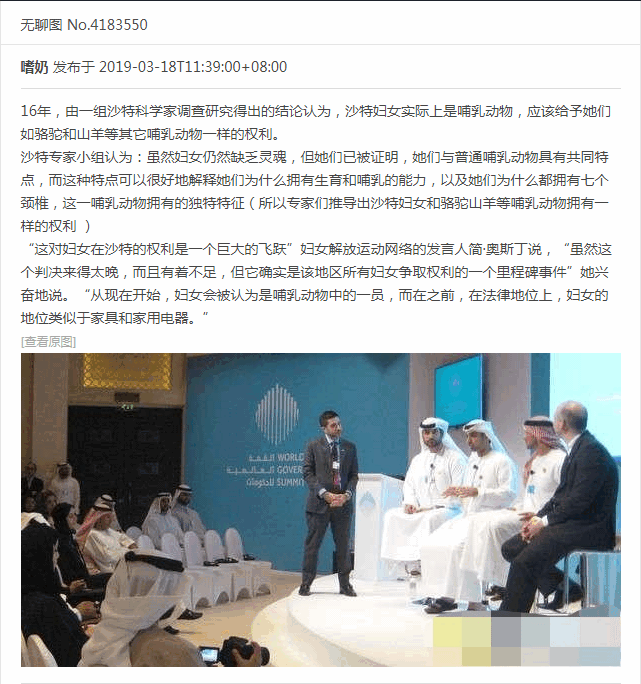 无聊图 No.4183550
嗜奶 发布于 2019-03-18T11:39:00+08:00
16年，由一组沙特科学家调查研究得出的结论认为，沙特妇女实际上是哺乳动物，应该给予她们
如骆驼和山羊等其它哺乳动物一样的权利。
沙特专家小组认为：虽然妇女仍然缺乏灵魂，但她们已被证明，她们与普通哺乳动物具有共同特
点，而这种特点可以很好地解释她们为什么拥有生育和哺乳的能力，以及她们为什么都拥有七个
颈椎，这一哺乳动物拥有的独特特征（所以专家们推导出沙特妇女和骆驼山羊等哺乳动物拥有一
样的权利 ）
“这对妇女在沙特的权利是一个巨大的飞跃”妇女解放运动网络的发言人简·奥斯丁说，“虽然这
个判决来得太晚，而且有着不足，但它确实是该地区所有妇女争取权利的一个里程碑事件”她兴
奋地说。“从现在开始，妇女会被认为是哺乳动物中的一员，而在之前，在法律地位上，妇女的
地位类似于家具和家用电器。”
[查看原图]
القمة WORLD
العالمية GOVER
للحكومات SUMMIT